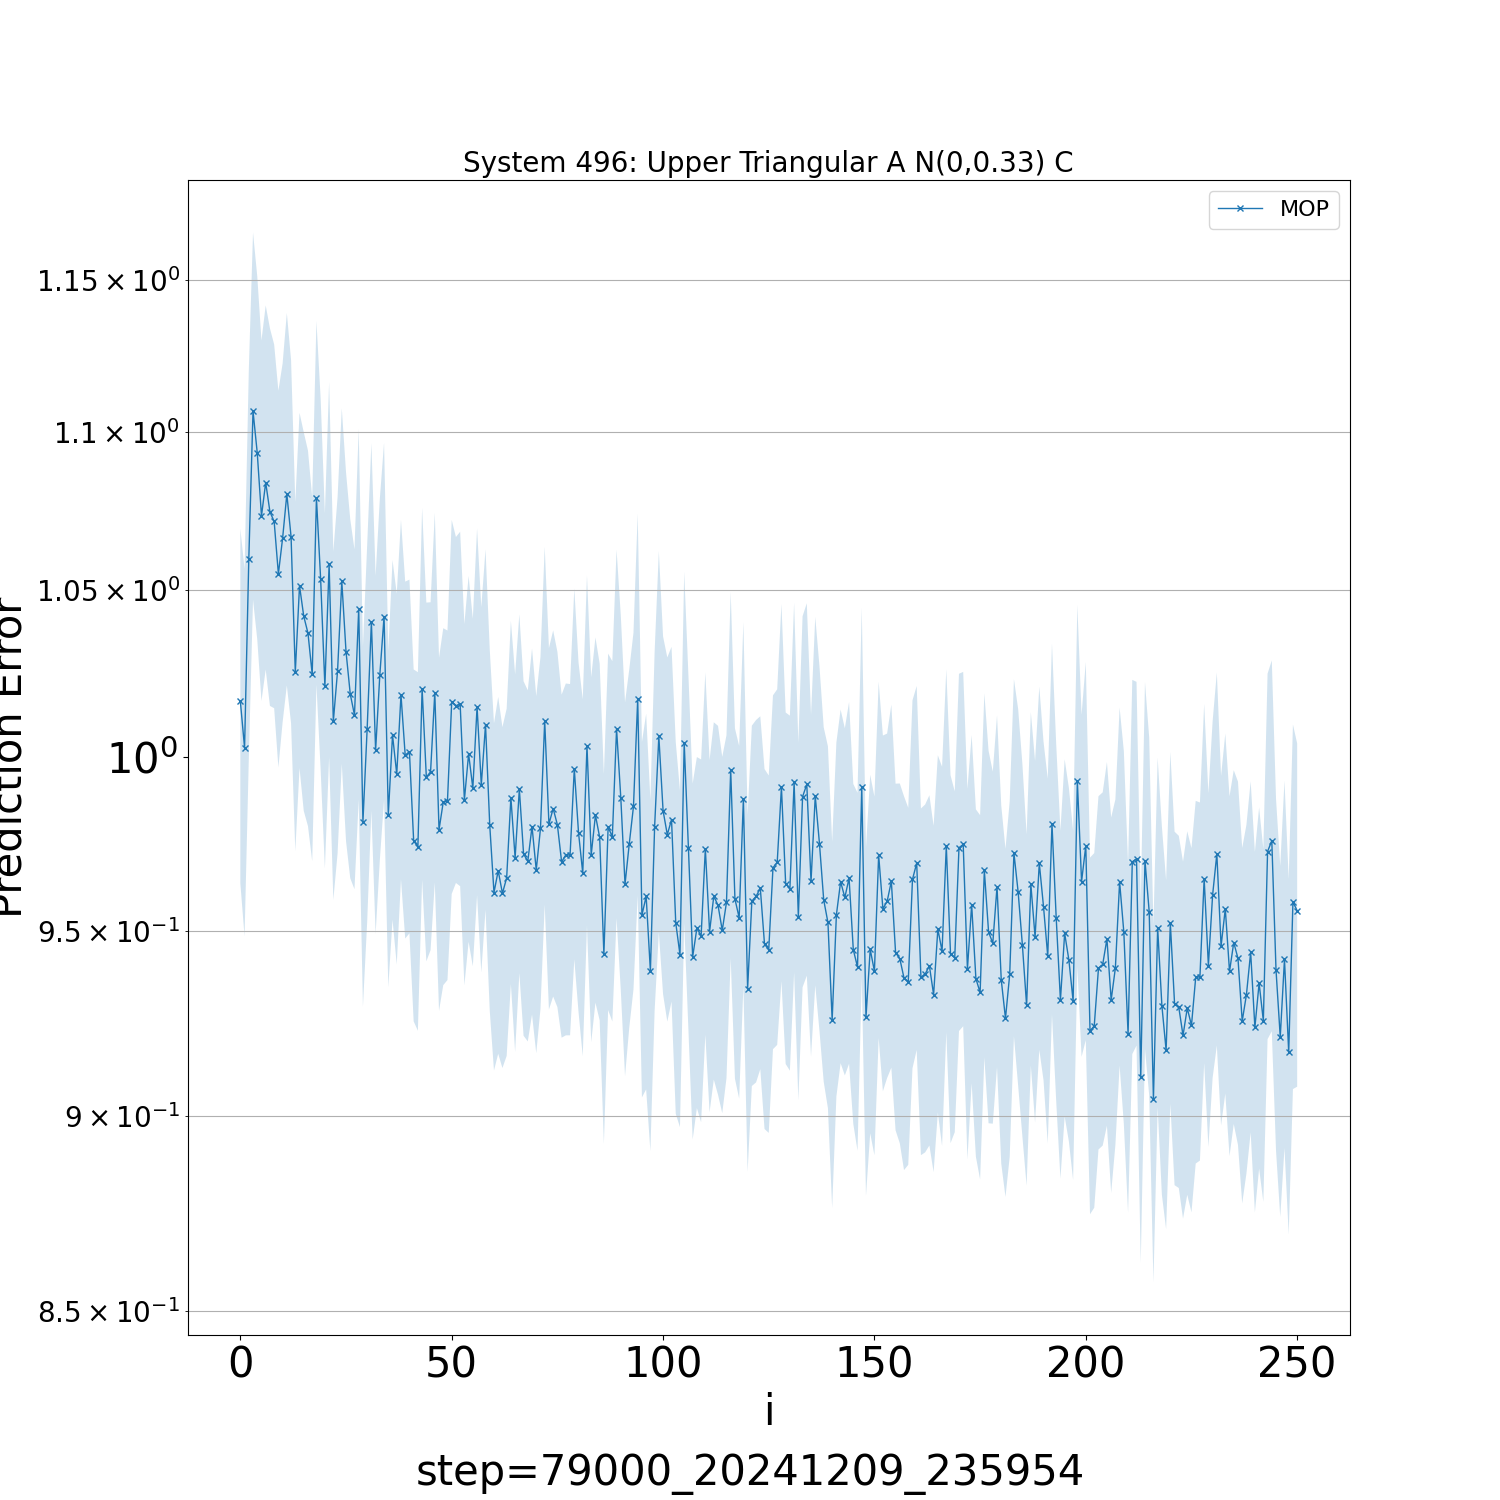 System 496: Upper Triangular A N(0,0.33) C
MOP
1.15 × 10⁰
1.1 × 10⁰
1.05 × 10⁰
10⁰
9.5 × 10⁻¹
9 × 10⁻¹
8.5 × 10⁻¹
Prediction Error
0 50 100 150 200 250
i
step=79000_20241209_235954